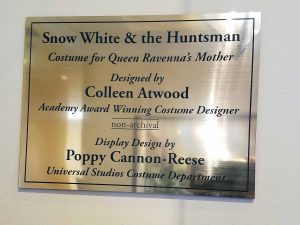 Snow White & the Huntsman
Costume for Queen Ravenna's Mother
Designed by
Colleen Atwood
Academy Award Winning Costume Designer
non-archival
Display Design by
Poppy Cannon-Reese
Universal Studios Costume Department